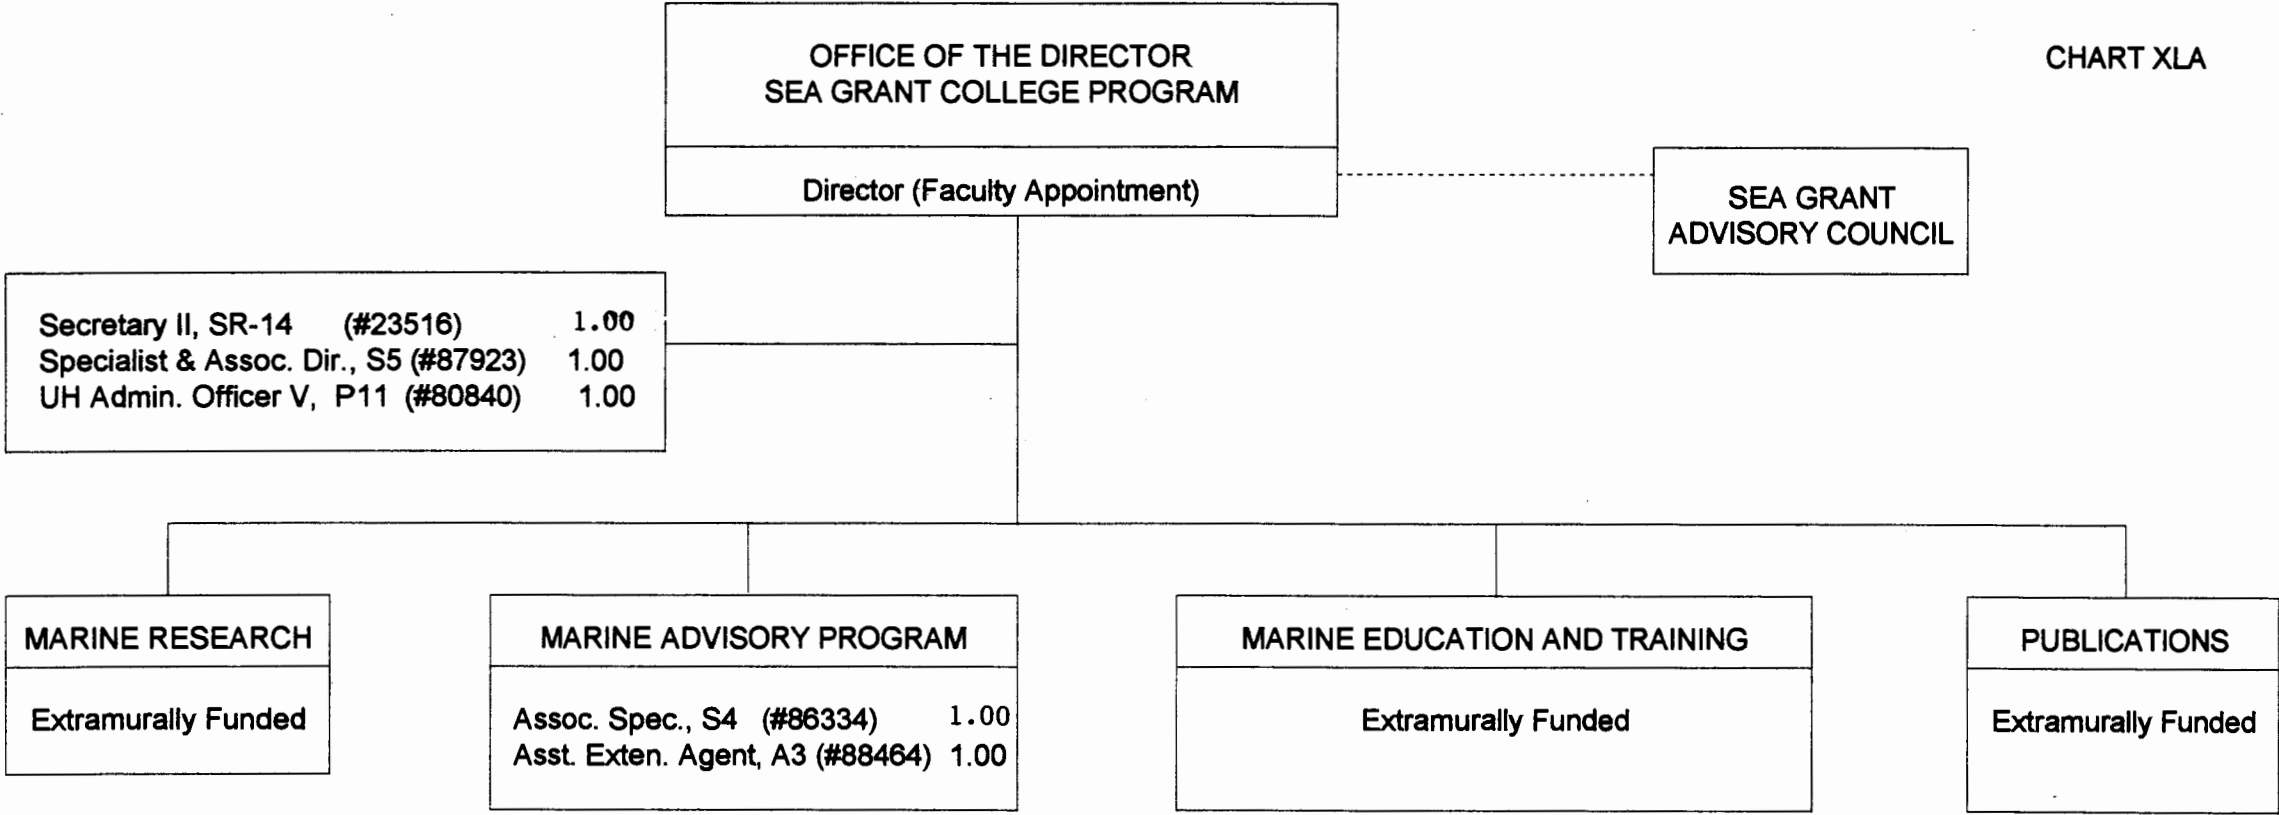 OFFICE OF THE DIRECTOR
SEA GRANT COLLEGE PROGRAM
CHART XLA
Director (Faculty Appointment)
SEA GRANT
ADVISORY COUNCIL
Secretary II, SR-14 (#23516) 1.00
Specialist & Assoc. Dir., S5 (#87923) 1.00
UH Admin. Officer V, P11 (#80840) 1.00
MARINE RESEARCH
Extramurally Funded
MARINE ADVISORY PROGRAM
Assoc. Spec., S4 (#86334) 1.00
Asst. Exten. Agent, A3 (#88464) 1.00
MARINE EDUCATION AND TRAINING
Extramurally Funded
PUBLICATIONS
Extramurally Funded